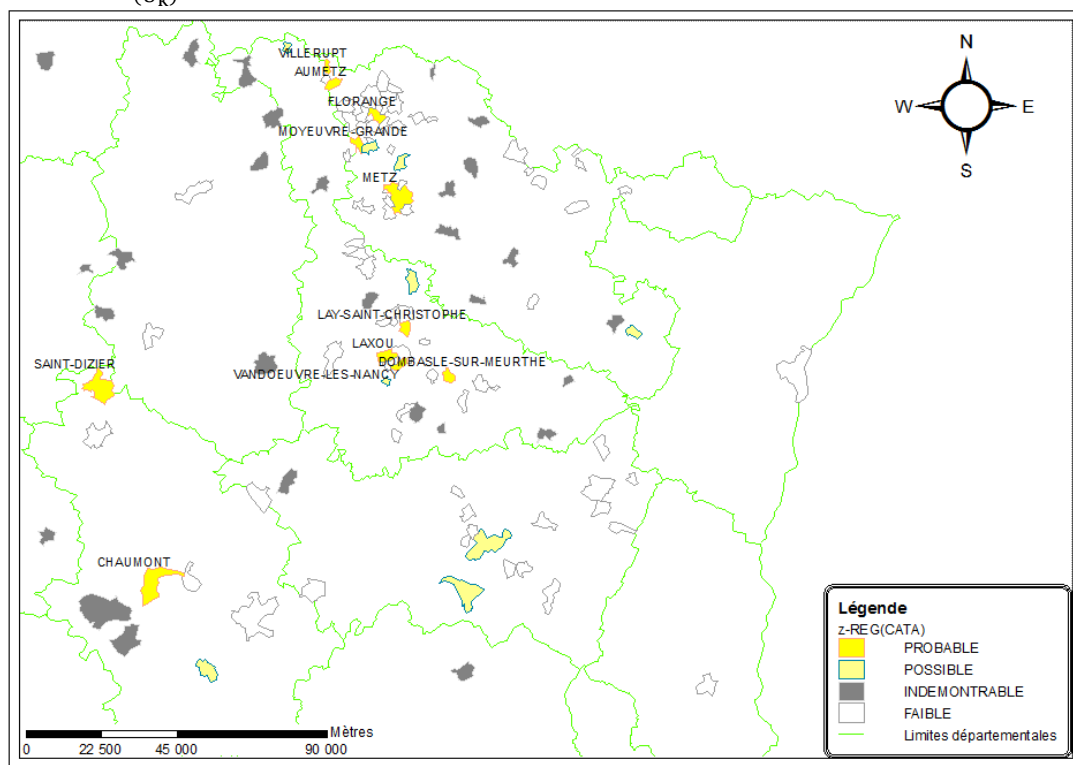 (σk)
N
W
E
S
VILLERUPT
AUMETZ
FLORANGE
MOYEUVRE-GRANDE
METZ
LAY-SAINT-CHRISTOPHE
LAXOU
DOMBASLE-SUR-MEURTHE
VANDOEUVRE-LES-NANCY
SAINT-DIZIER
CHAUMONT
Légende
z-REG(CATA)
PROBABLE
POSSIBLE
INDEMONTRABLE
FAIBLE
Limites départementales
Mètres
0 22 500 45 000 90 000